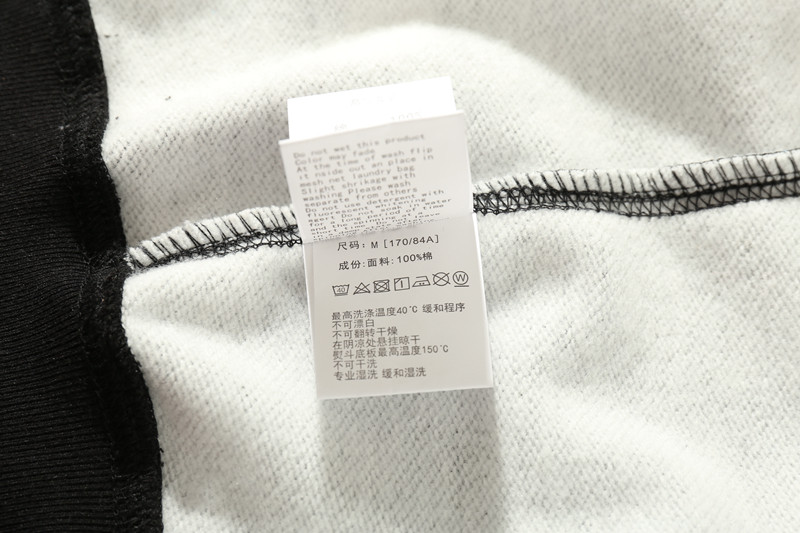 Do not wet this product
Color may fade
At the time of wash flip
it nside out an place in
mesh net laundry bag
Slight shrinkage with
washing Please wash
separate from others
Do not use detergent with
尺码: M [170/84A]
成份: 面料: 100%棉
40 W
最高洗涤温度40℃ 缓和程序
不可漂白
不可翻转干燥
在阴凉处悬挂晾干
熨斗底板最高温度150℃
不可干洗
专业湿洗 缓和湿洗